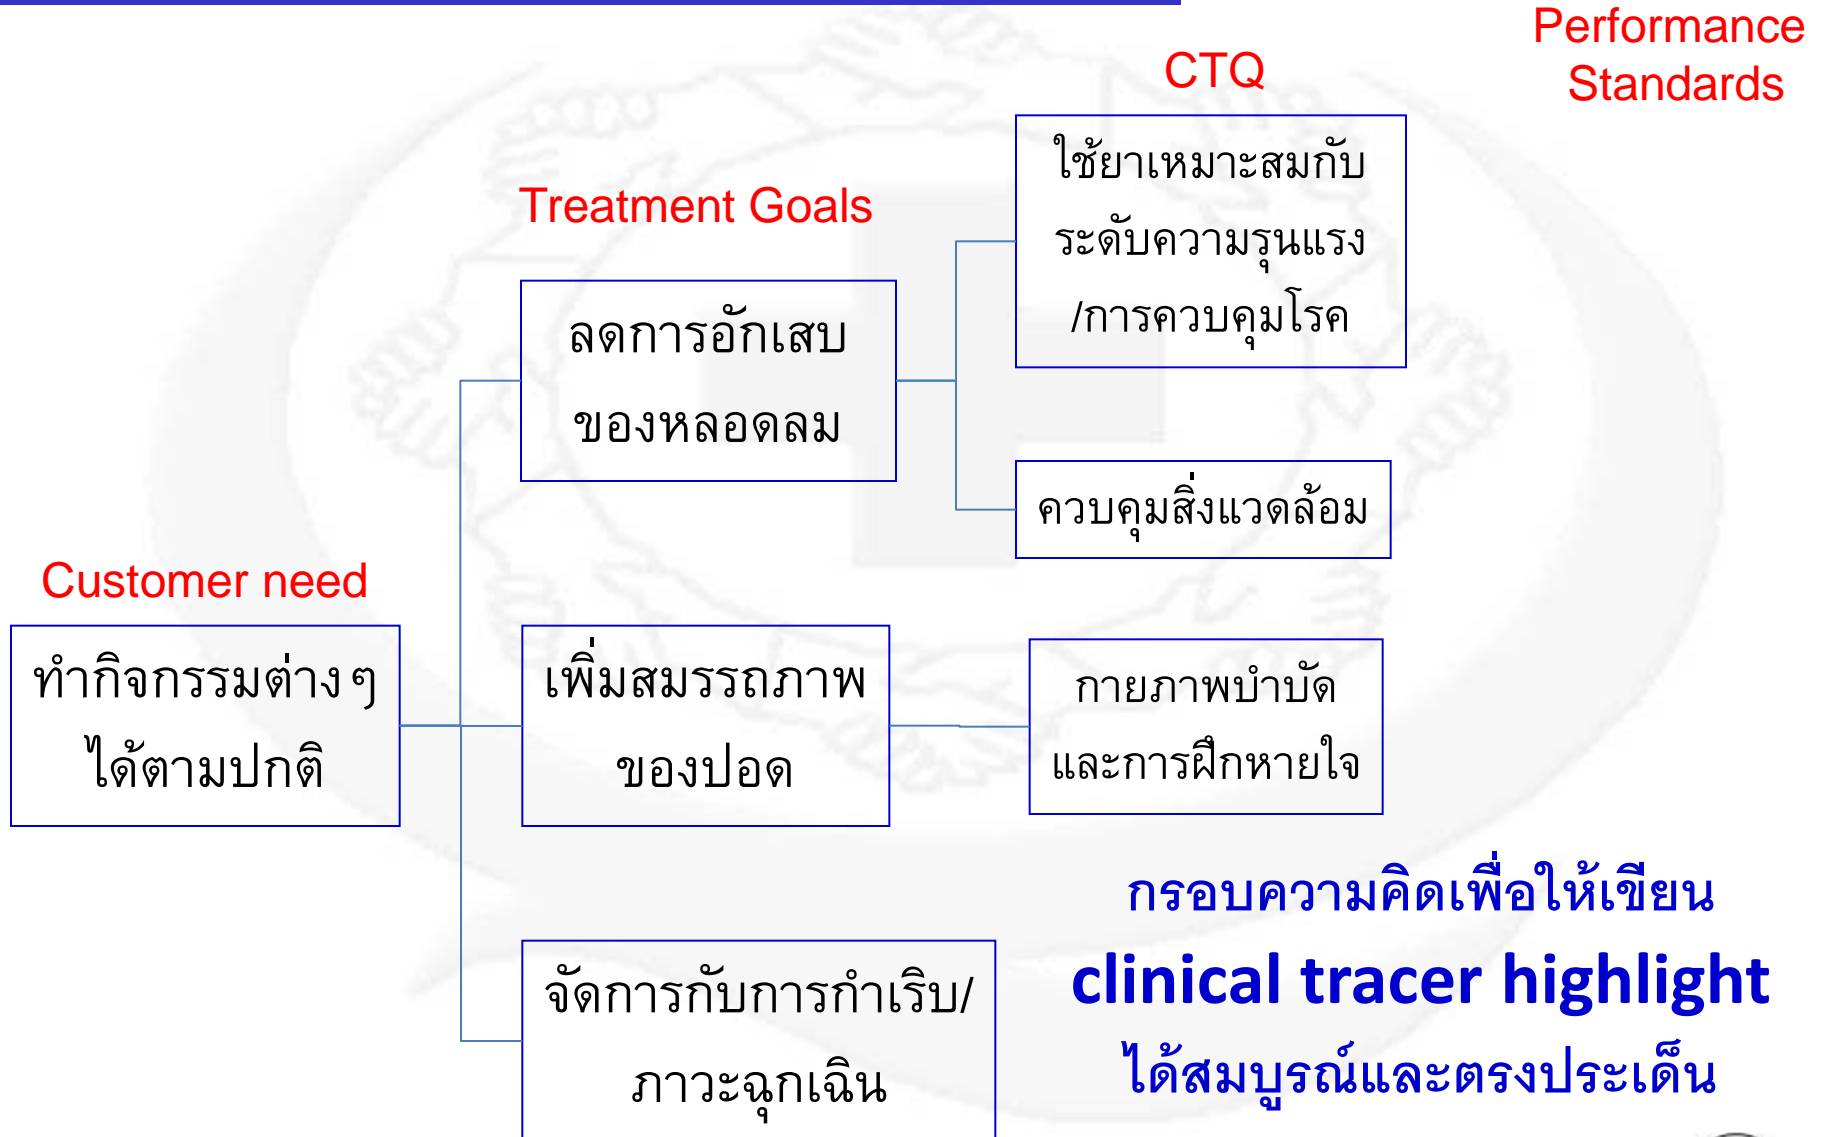 Performance
Standards
CTQ
ใช้ยาเหมาะสมกับ
ระดับความรุนแรง
/การควบคุมโรค
Treatment Goals
ลดการอักเสบ
ของหลอดลม
ควบคุมสิ่งแวดล้อม
Customer need
ทำกิจกรรมต่าง ๆ
ได้ตามปกติ
เพิ่มสมรรถภาพ
ของปอด
กายภาพบำบัด
และการฝึกหายใจ
จัดการกับการกำเริบ/
ภาวะฉุกเฉิน
กรอบความคิดเพื่อให้เขียน
clinical tracer highlight
ได้สมบูรณ์และตรงประเด็น